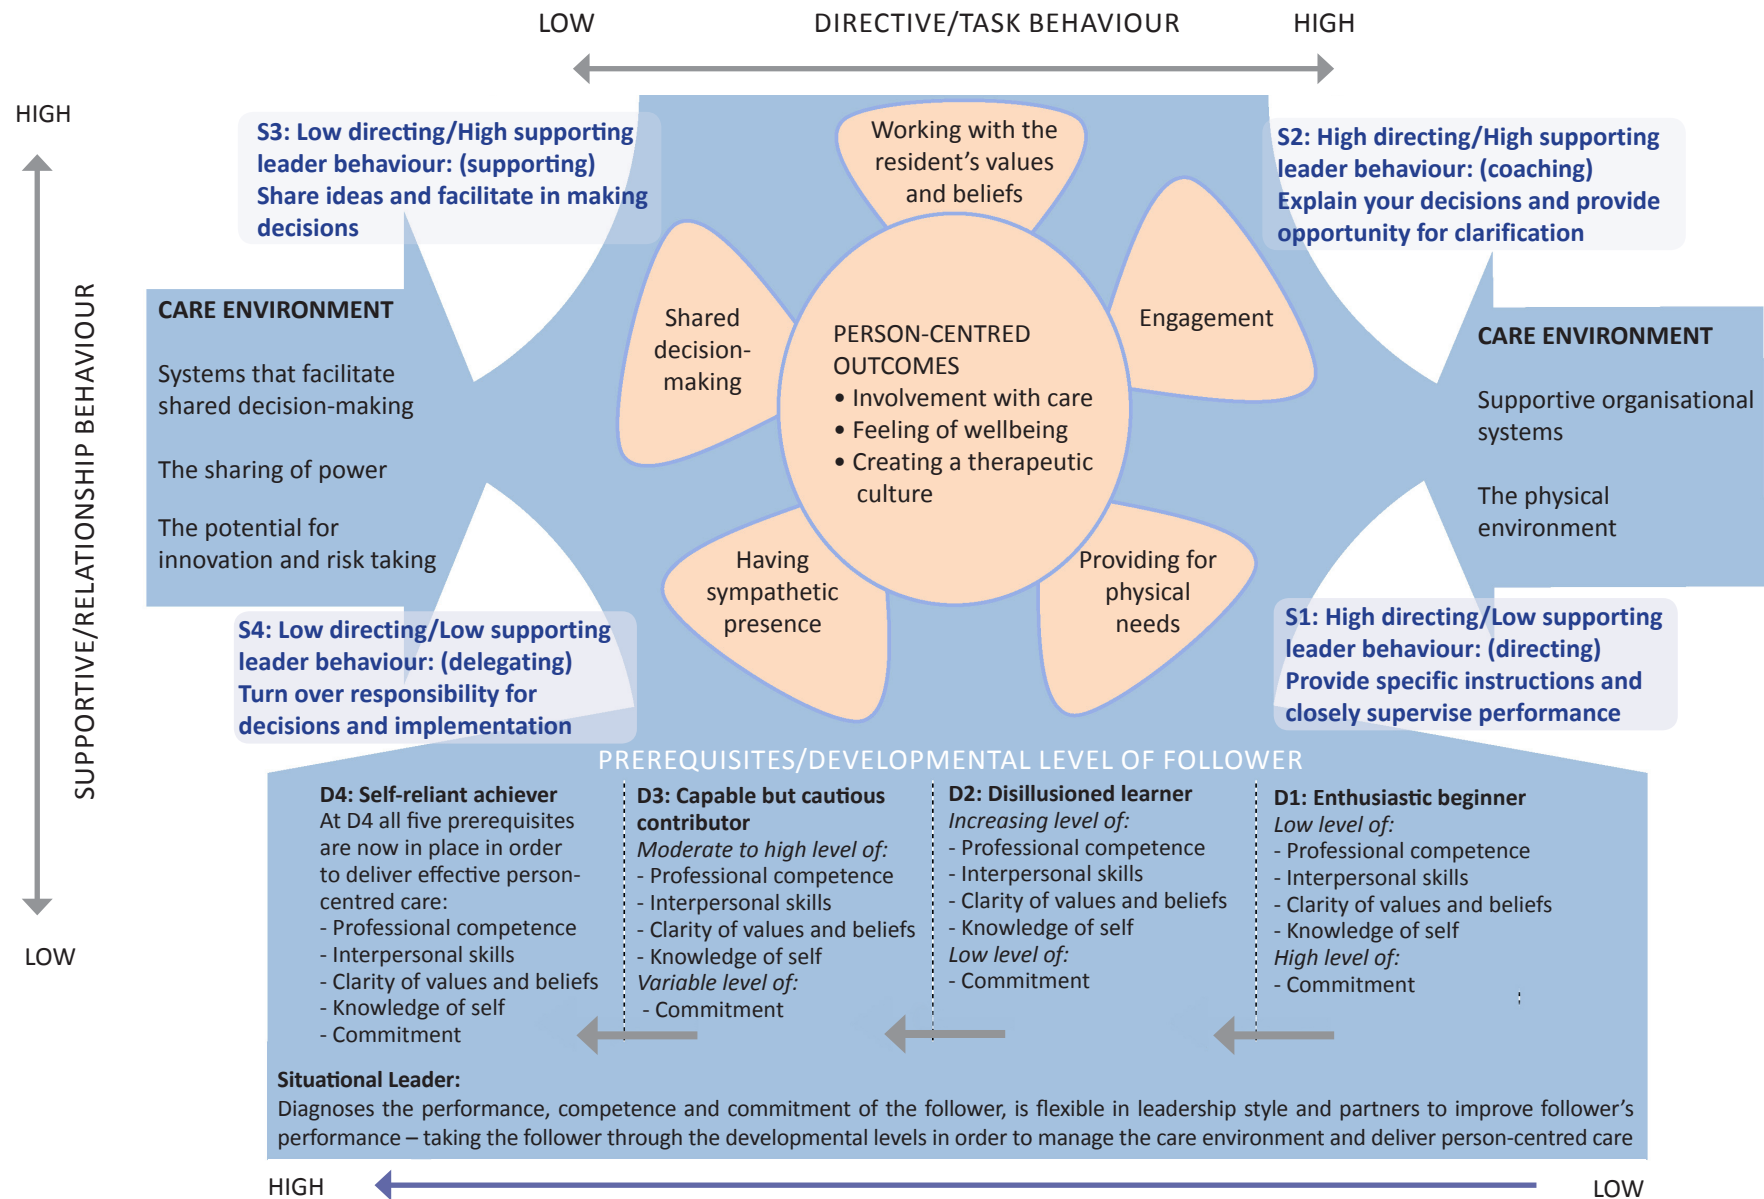 LOW
DIRECTIVE/TASK BEHAVIOUR
HIGH
HIGH
SUPPORTIVE/RELATIONSHIP BEHAVIOUR
LOW
S3: Low directing/High supporting
leader behaviour: (supporting)
Share ideas and facilitate in making
decisions
Working with the
resident’s values
and beliefs
S2: High directing/High supporting
leader behaviour: (coaching)
Explain your decisions and provide
opportunity for clarification
CARE ENVIRONMENT
Systems that facilitate
shared decision-making
The sharing of power
The potential for
innovation and risk taking
Shared
decision-
making
PERSON-CENTRED
OUTCOMES
• Involvement with care
• Feeling of wellbeing
• Creating a therapeutic
culture
Engagement
CARE ENVIRONMENT
Supportive organisational
systems
The physical
environment
Having
sympathetic
presence
Providing for
physical
needs
S4: Low directing/Low supporting
leader behaviour: (delegating)
Turn over responsibility for
decisions and implementation
S1: High directing/Low supporting
leader behaviour: (directing)
Provide specific instructions and
closely supervise performance
PREREQUISITES/DEVELOPMENTAL LEVEL OF FOLLOWER
D4: Self-reliant achiever
At D4 all five prerequisites
are now in place in order
to deliver effective person-
centred care:
- Professional competence
- Interpersonal skills
- Clarity of values and beliefs
- Knowledge of self
- Commitment
D3: Capable but cautious
contributor
Moderate to high level of:
- Professional competence
- Interpersonal skills
- Clarity of values and beliefs
- Knowledge of self
Variable level of:
- Commitment
D2: Disillusioned learner
Increasing level of:
- Professional competence
- Interpersonal skills
- Clarity of values and beliefs
- Knowledge of self
Low level of:
- Commitment
D1: Enthusiastic beginner
Low level of:
- Professional competence
- Interpersonal skills
- Clarity of values and beliefs
- Knowledge of self
High level of:
- Commitment
Situational Leader:
Diagnoses the performance, competence and commitment of the follower, is flexible in leadership style and partners to improve follower’s
performance – taking the follower through the developmental levels in order to manage the care environment and deliver person-centred care
HIGH
LOW